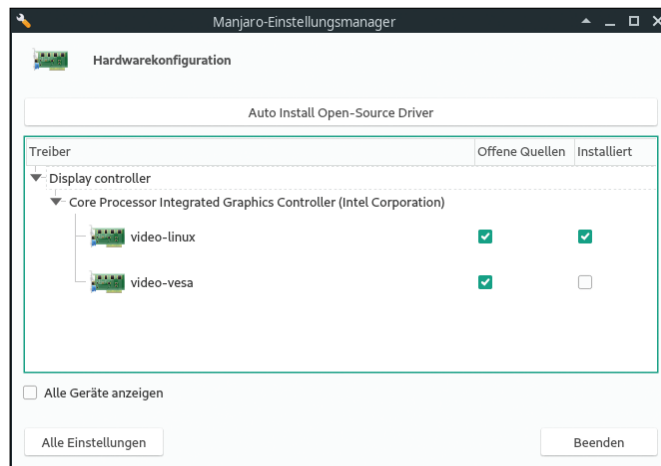 Manjaro-Einstellungsmanager
Hardwarekonfiguration
Auto Install Open-Source Driver
Treiber Offene Quellen Installiert
Display controller
Core Processor Integrated Graphics Controller (Intel Corporation)
video-linux
video-vesa
Alle Geräte anzeigen
Alle Einstellungen Beenden